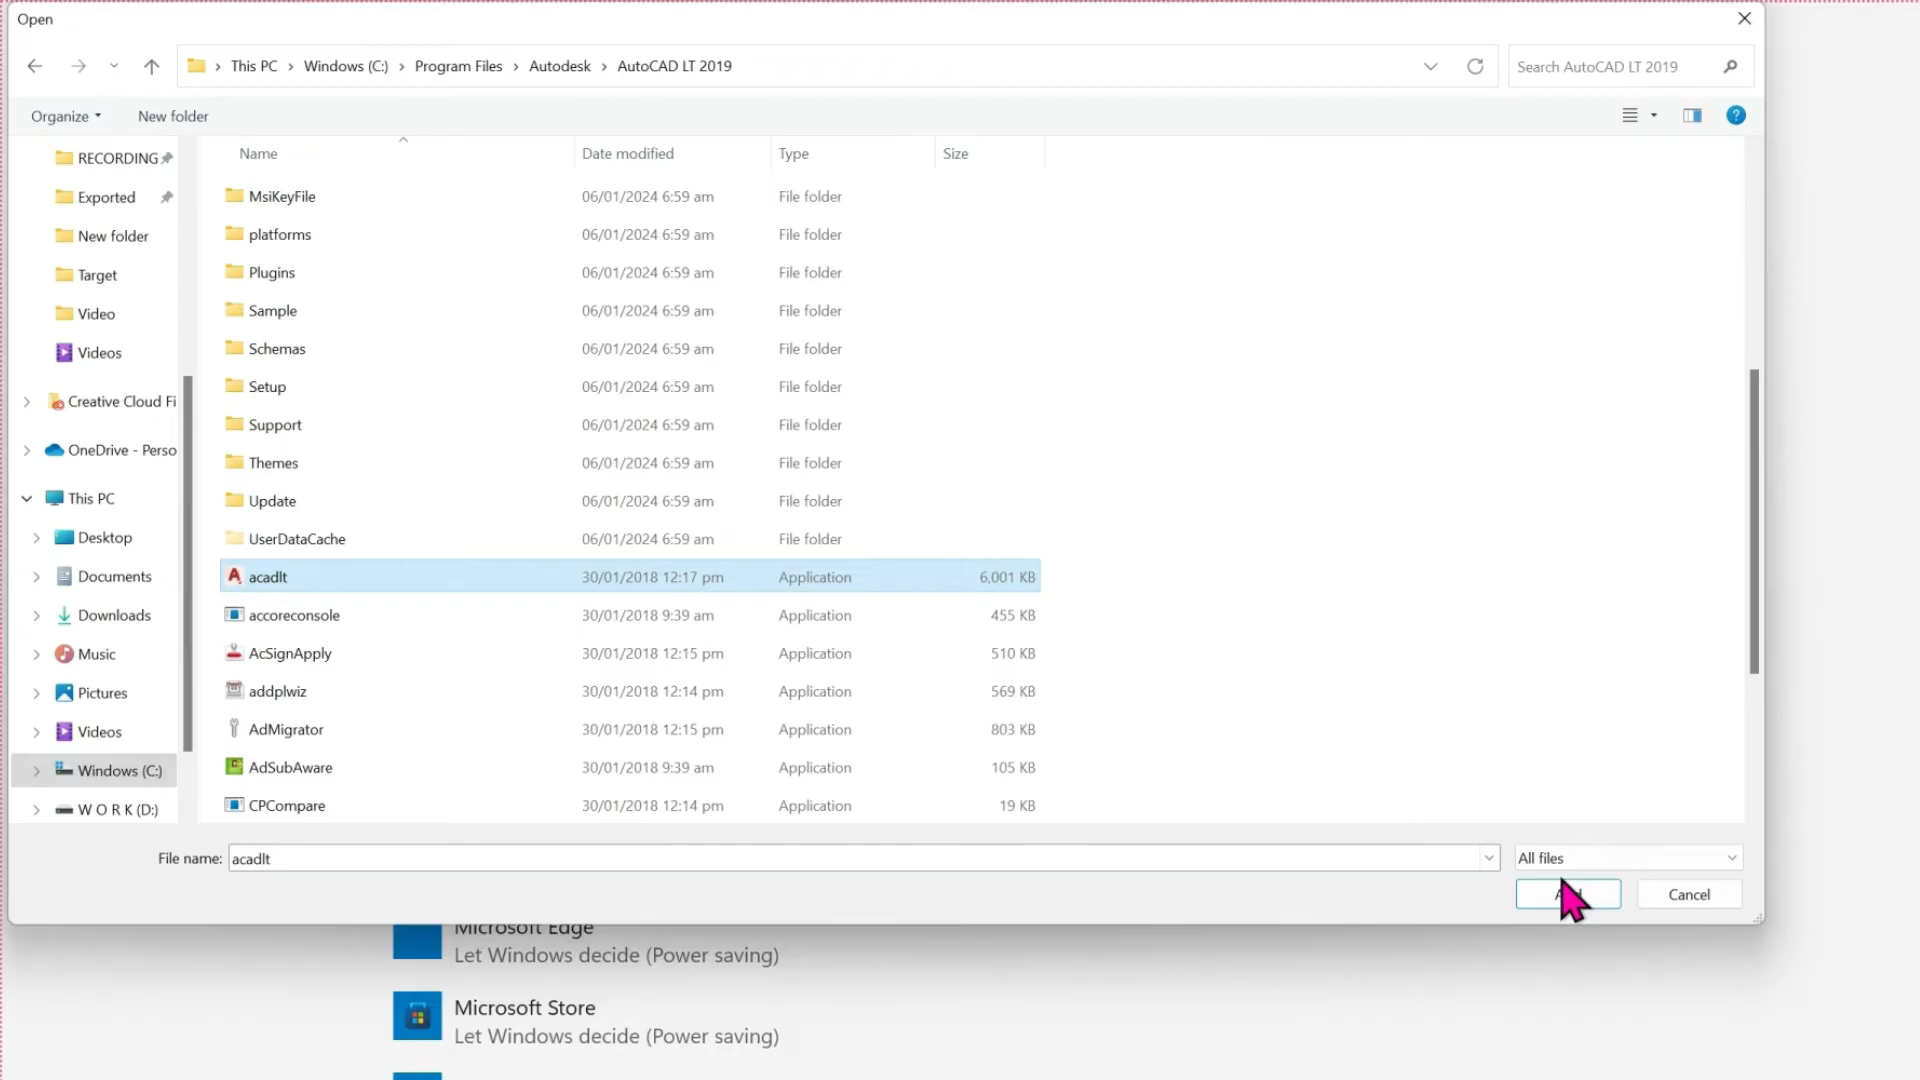 Open
This PC > Windows (C:) > Program Files > Autodesk > AutoCAD LT 2019
Search AutoCAD LT 2019
Organize
New folder
?
Name
Date modified
Type
Size
RECORDING
Exported
New folder
Target
Video
Videos
Creative Cloud Fi
OneDrive - Perso
This PC
Desktop
Documents
Downloads
Music
Pictures
Videos
Windows (C:)
W O R K (D:)
MsiKeyFile 06/01/2024 6:59 am File folder
platforms 06/01/2024 6:59 am File folder
Plugins 06/01/2024 6:59 am File folder
Sample 06/01/2024 6:59 am File folder
Schemas 06/01/2024 6:59 am File folder
Setup 06/01/2024 6:59 am File folder
Support 06/01/2024 6:59 am File folder
Themes 06/01/2024 6:59 am File folder
Update 06/01/2024 6:59 am File folder
UserDataCache 06/01/2024 6:59 am File folder
acadlt 30/01/2018 12:17 pm Application 6,001 KB
accoreconsole 30/01/2018 9:39 am Application 455 KB
AcSignApply 30/01/2018 12:15 pm Application 510 KB
addplwiz 30/01/2018 12:14 pm Application 569 KB
AdMigrator 30/01/2018 12:15 pm Application 803 KB
AdSubAware 30/01/2018 9:39 am Application 105 KB
CPCompare 30/01/2018 12:14 pm Application 19 KB
File name: acadlt
All files
Cancel
Microsoft Edge
Let Windows decide (Power saving)
Microsoft Store
Let Windows decide (Power saving)